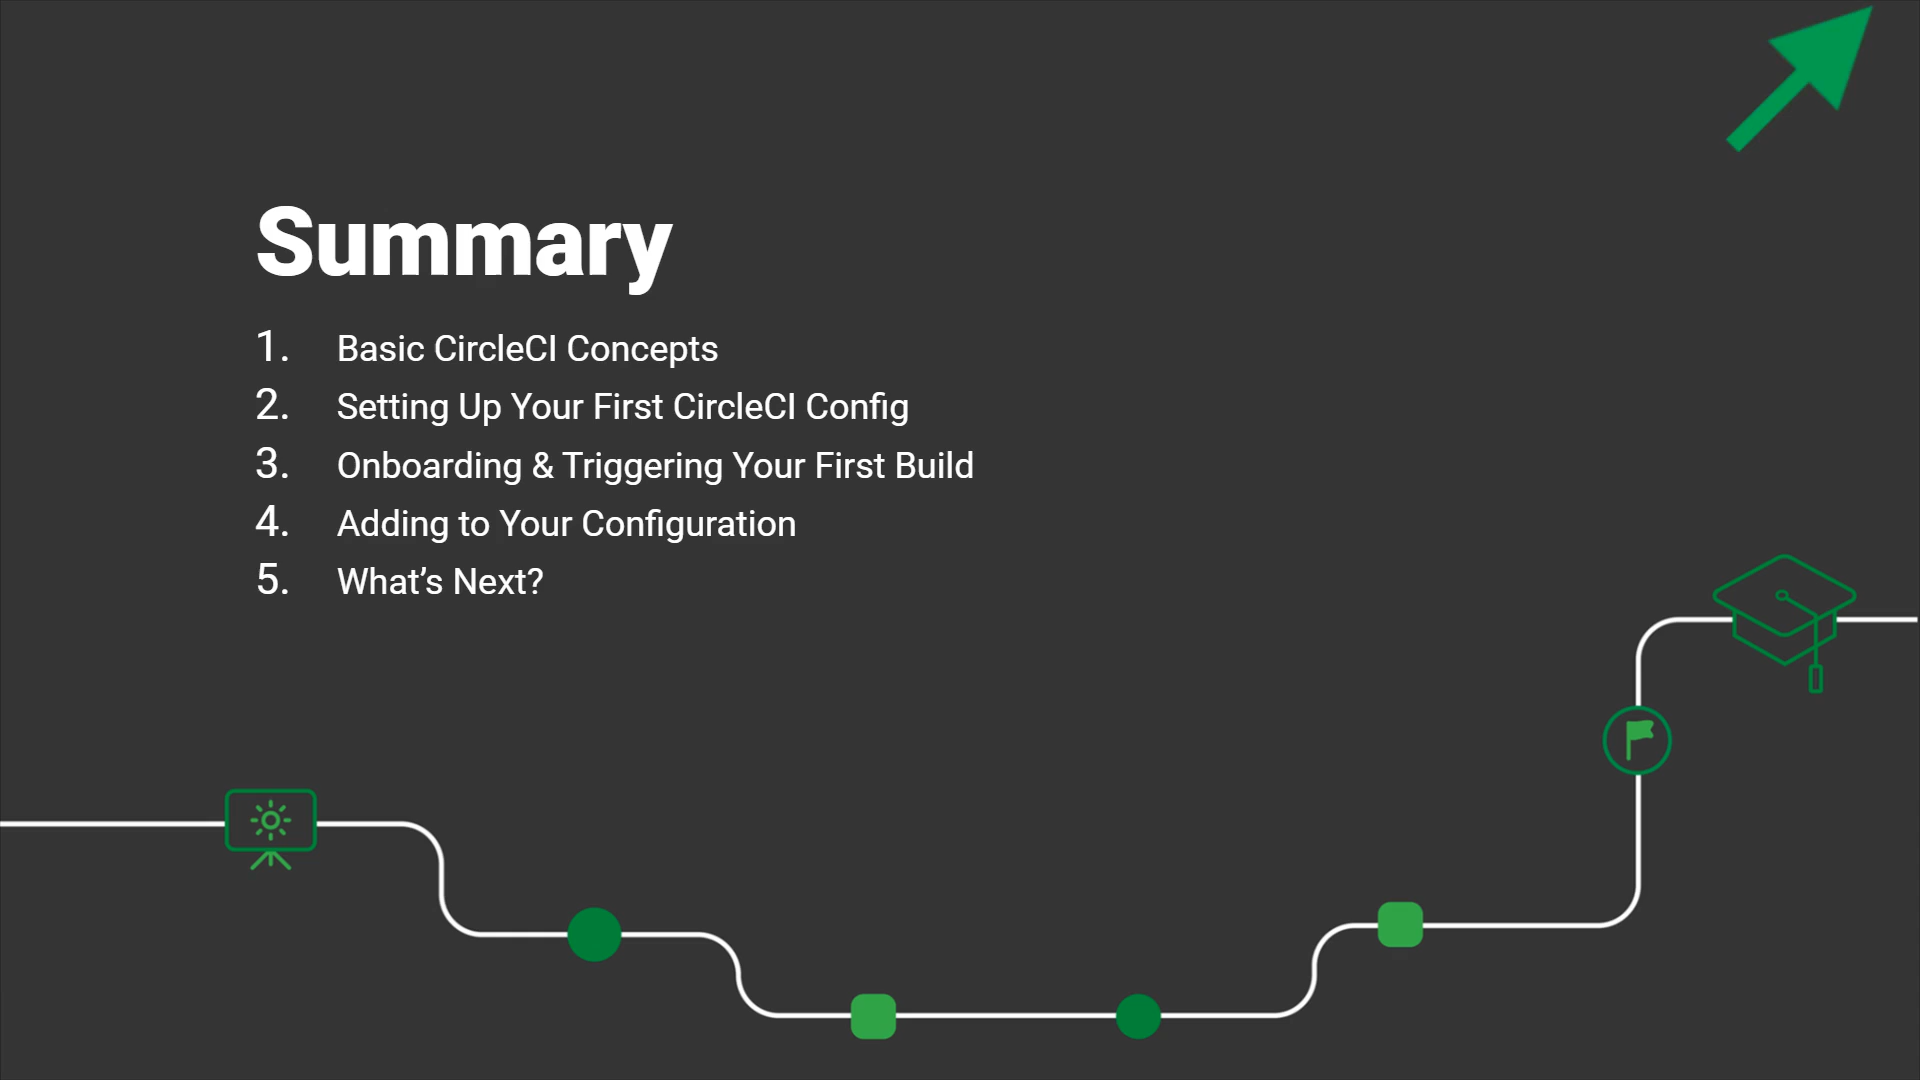 Summary
1. Basic CircleCI Concepts
2. Setting Up Your First CircleCI Config
3. Onboarding & Triggering Your First Build
4. Adding to Your Configuration
5. What’s Next?